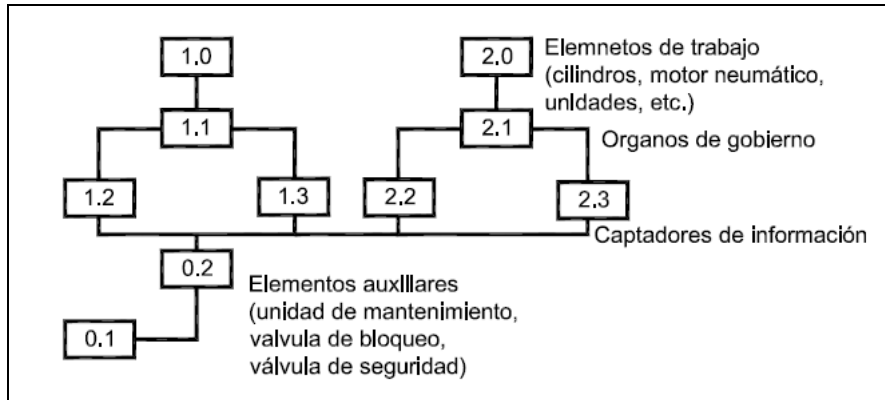 1.0
2.0
Elemnetos de trabajo
(cilindros, motor neumático,
unidades, etc.)
1.1
2.1
Organos de gobierno
1.2
1.3
2.2
2.3
Captadores de información
0.2
Elementos auxIlIares
(unidad de mantenimiento,
valvula de bloqueo,
válvula de seguridad)
0.1